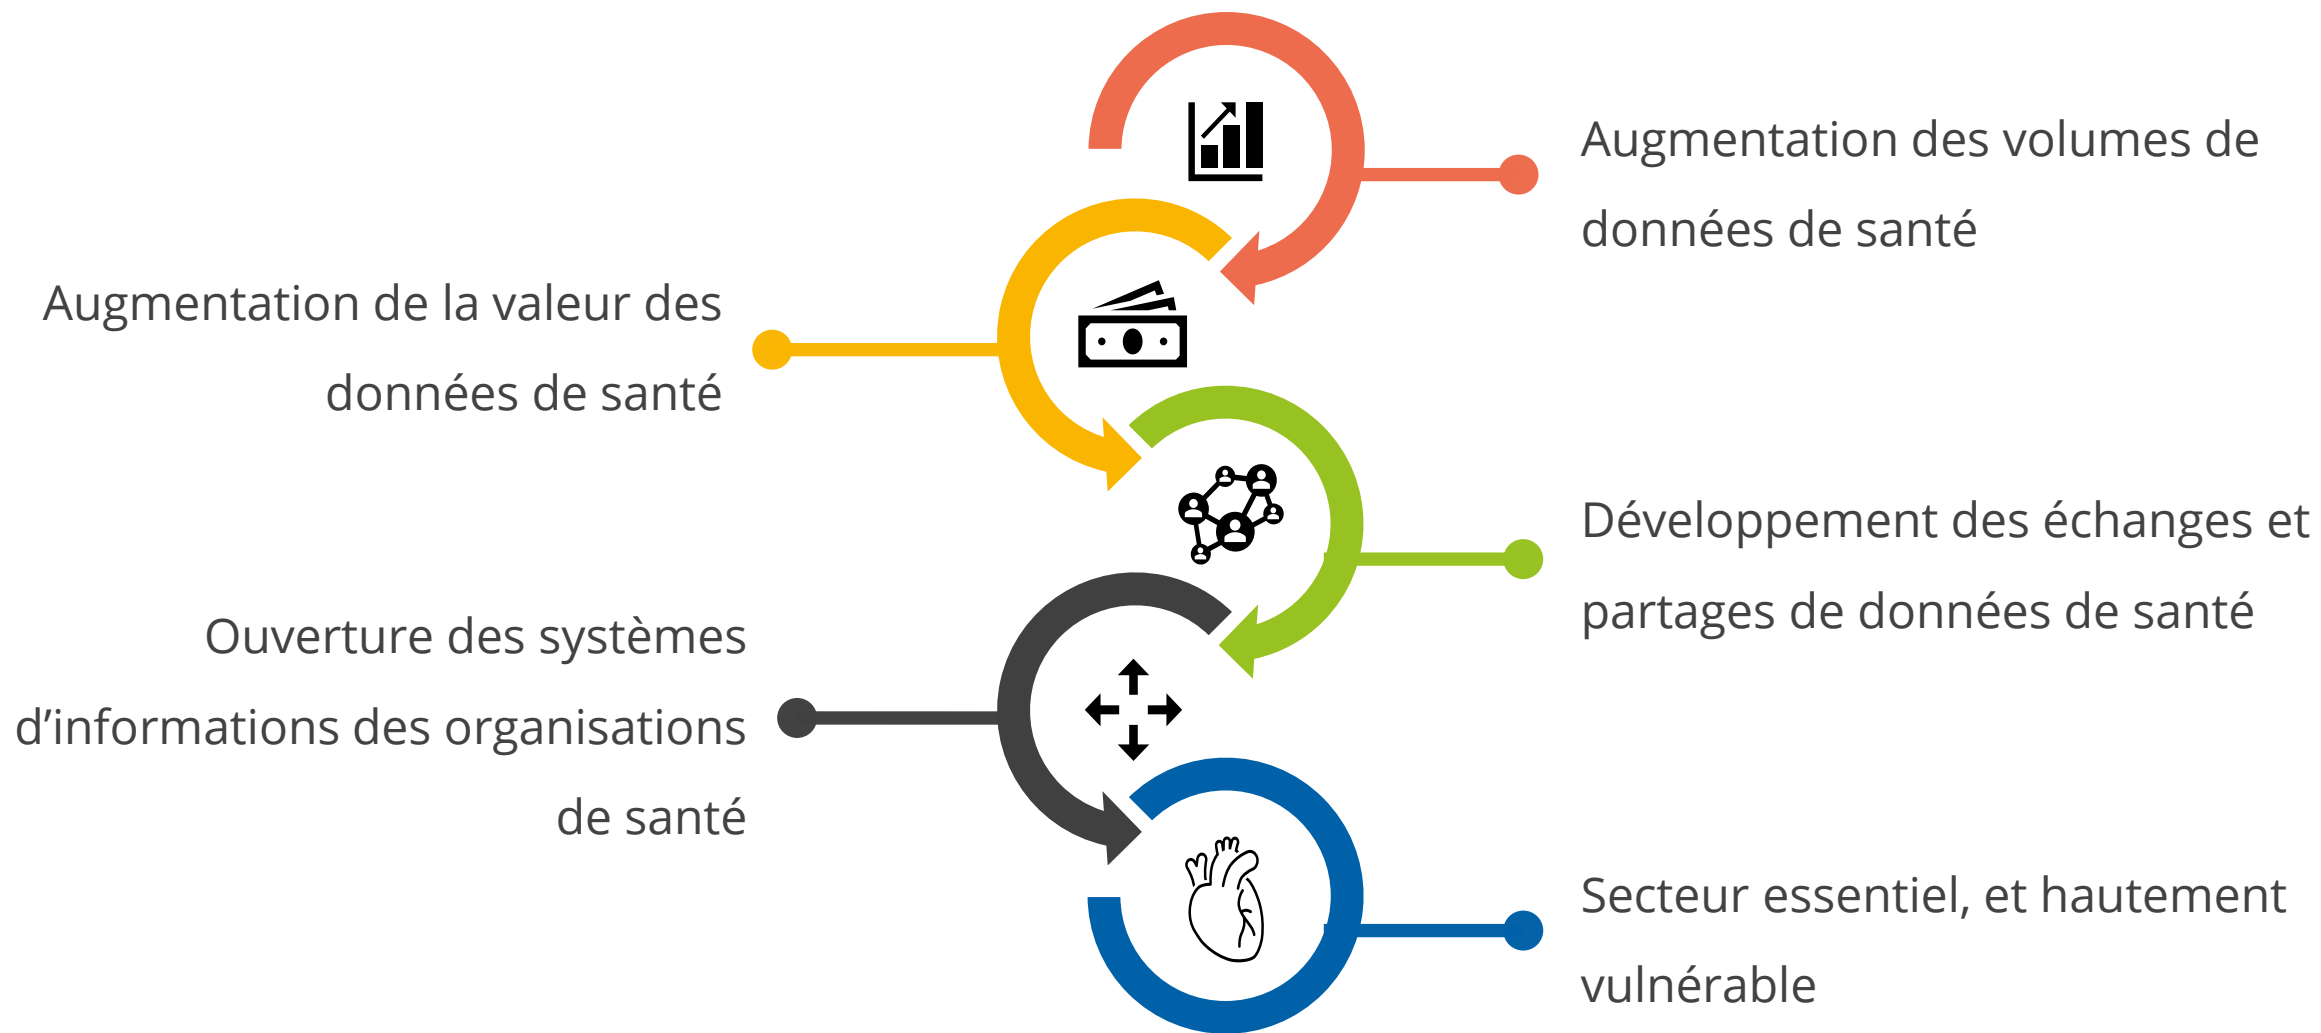 Augmentation des volumes de
données de santé
Augmentation de la valeur des
données de santé
Développement des échanges et
partages de données de santé
Ouverture des systèmes
d’informations des organisations
de santé
Secteur essentiel, et hautement
vulnérable